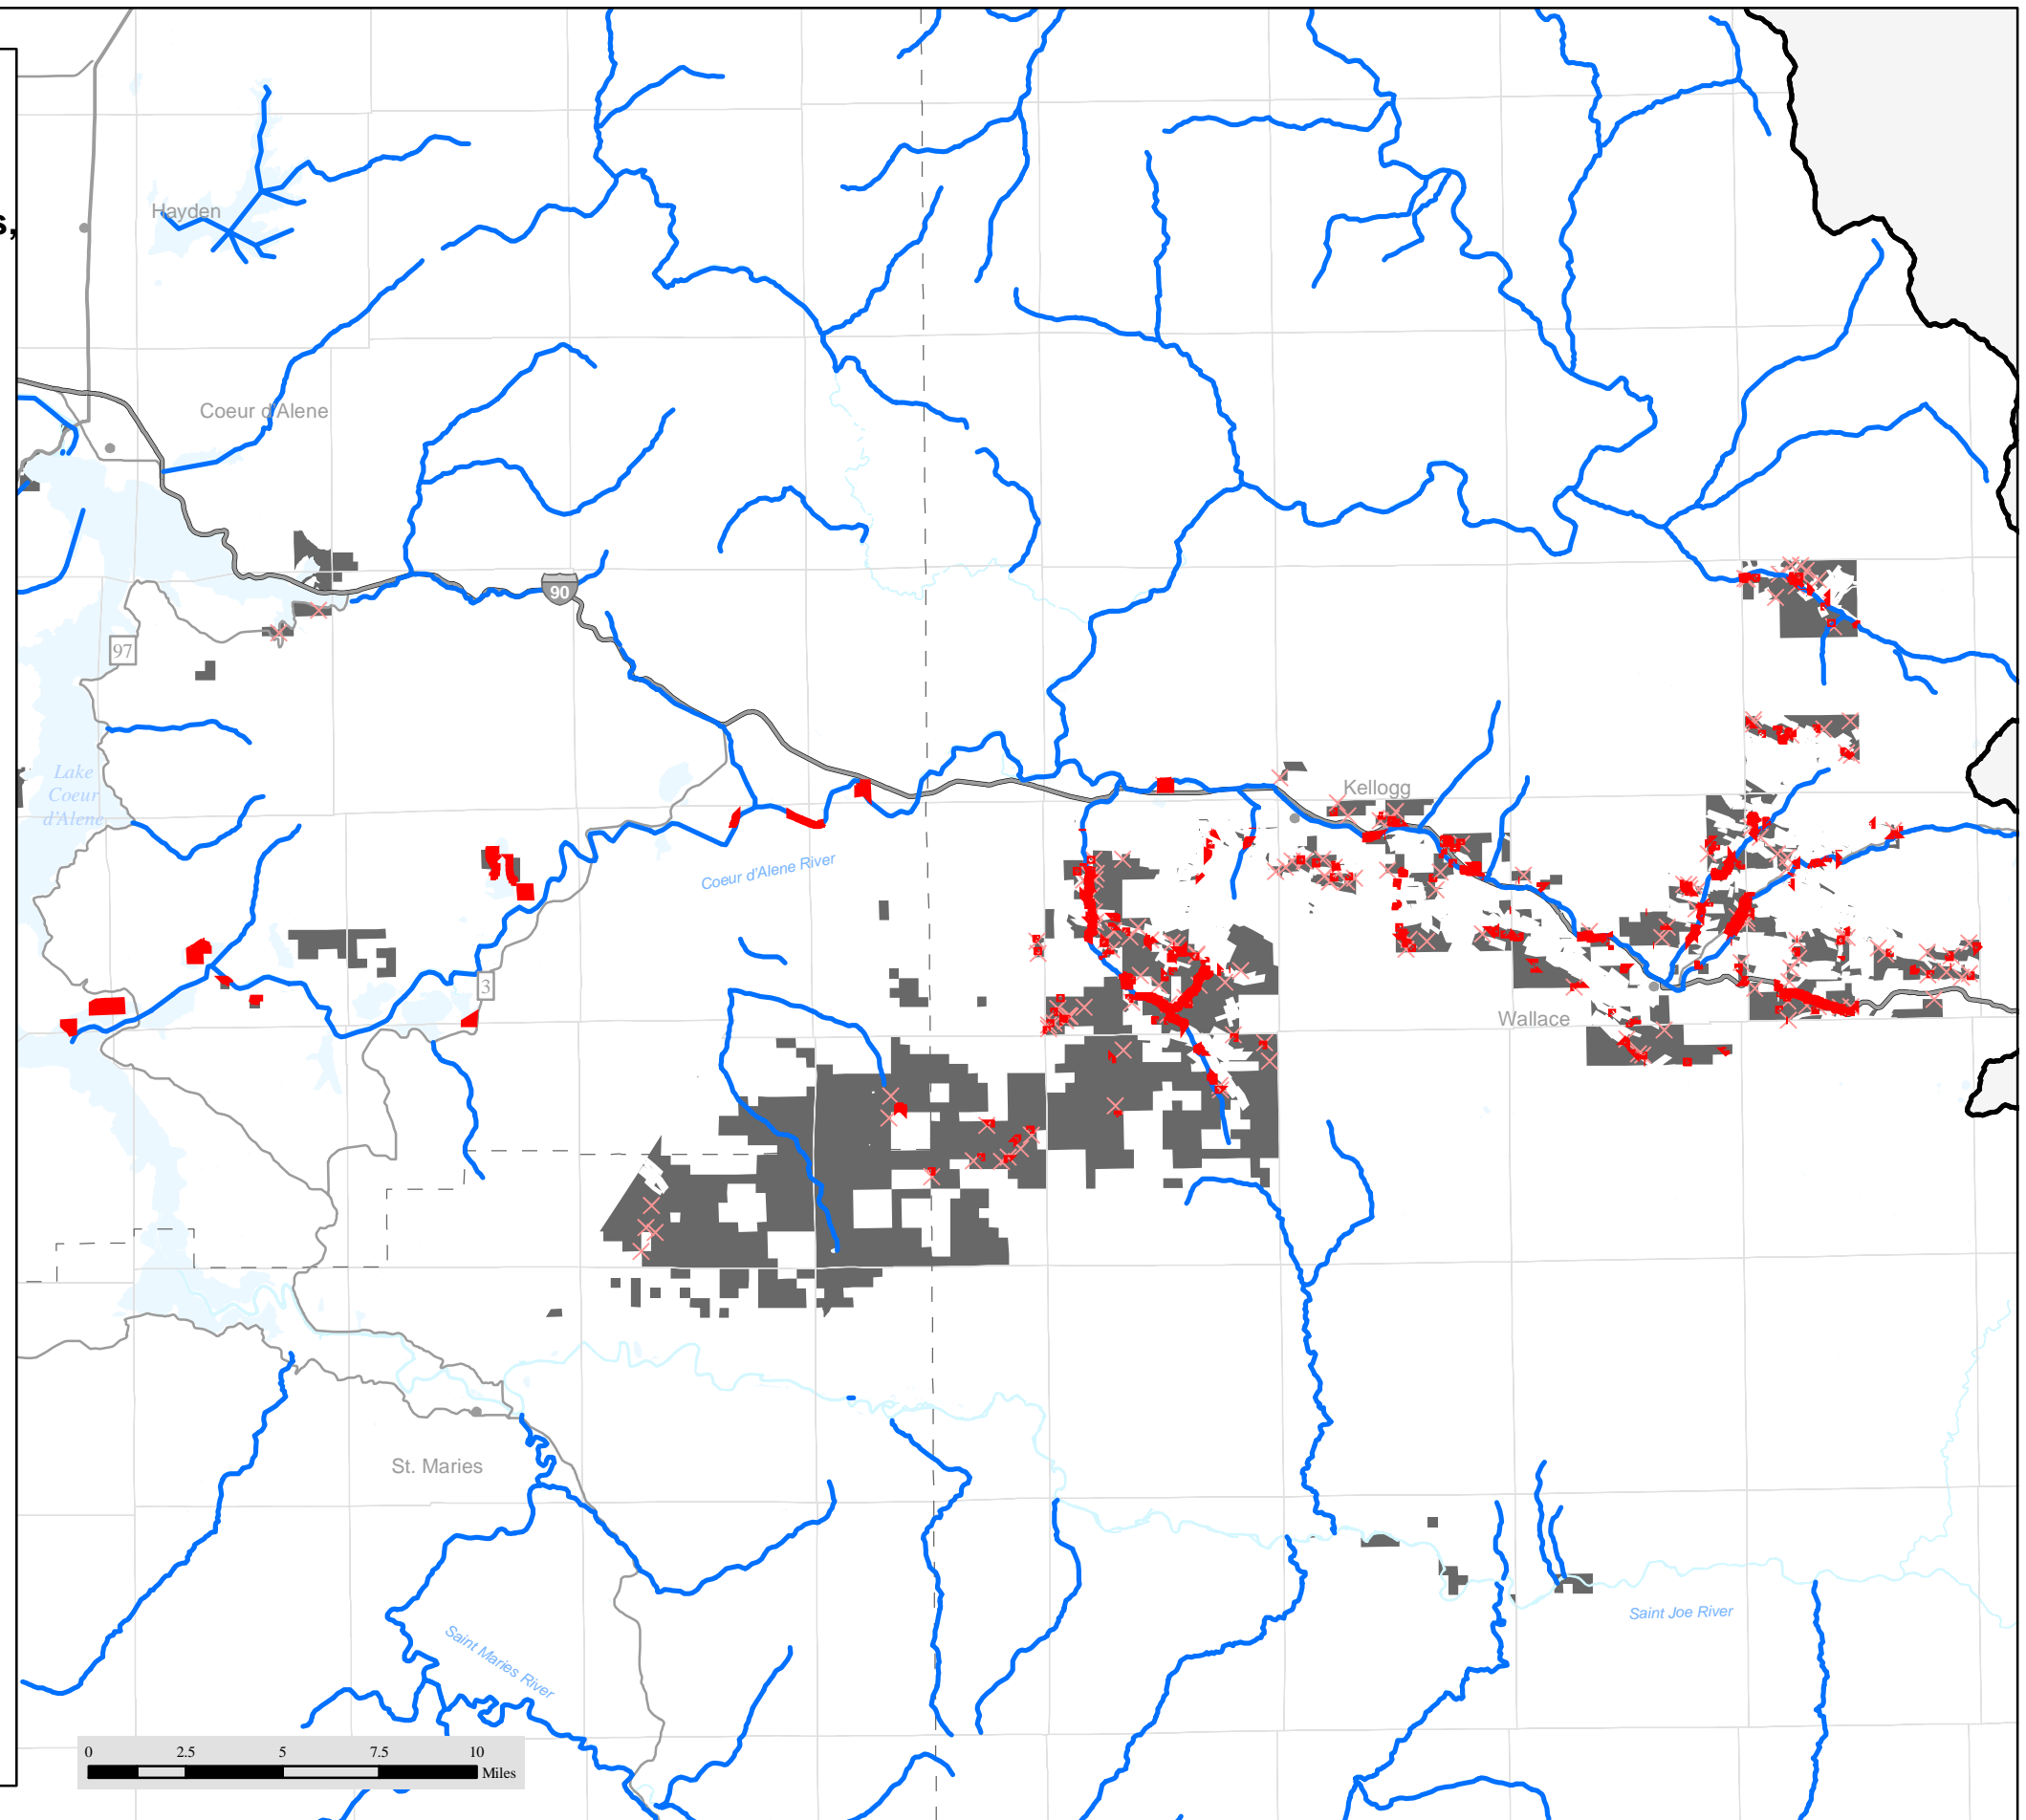 s,
Hayden
Coeur d'Alene
90
97
Lake
Coeur
d'Alene
Kellogg
Coeur d'Alene River
3
Wallace
St. Maries
Saint Joe River
Saint Maries River
0 2.5 5 7.5 10
Miles